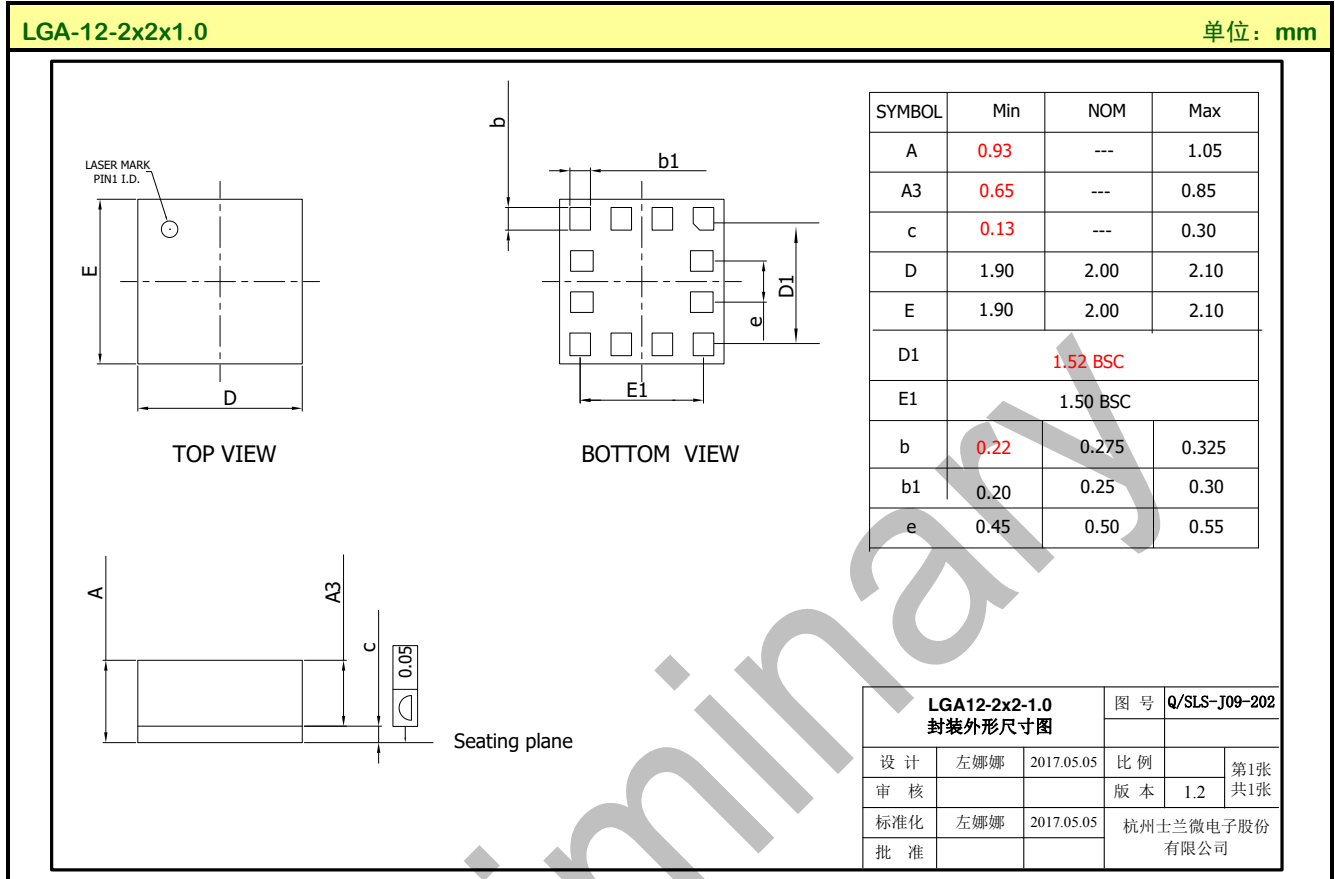 LGA-12-2x2x1.0 单位：mm
LASER MARK
PIN1 I.D.
E
D
TOP VIEW
b
b1
D1
e
E1
BOTTOM VIEW
SYMBOL Min NOM Max
A 0.93 --- 1.05
A3 0.65 --- 0.85
c 0.13 --- 0.30
D 1.90 2.00 2.10
E 1.90 2.00 2.10
D1 1.52 BSC
E1 1.50 BSC
b 0.22 0.275 0.325
b1 0.20 0.25 0.30
e 0.45 0.50 0.55
A
A3
c
0.05
Seating plane
LGA12-2x2-1.0
封装外形尺寸图
图 号 Q/SLS-J09-202
设 计 左娜娜 2017.05.05 比 例
第1张
共1张
审 核 版 本 1.2
标准化 左娜娜 2017.05.05
杭州士兰微电子股份
有限公司
批 准
iminary